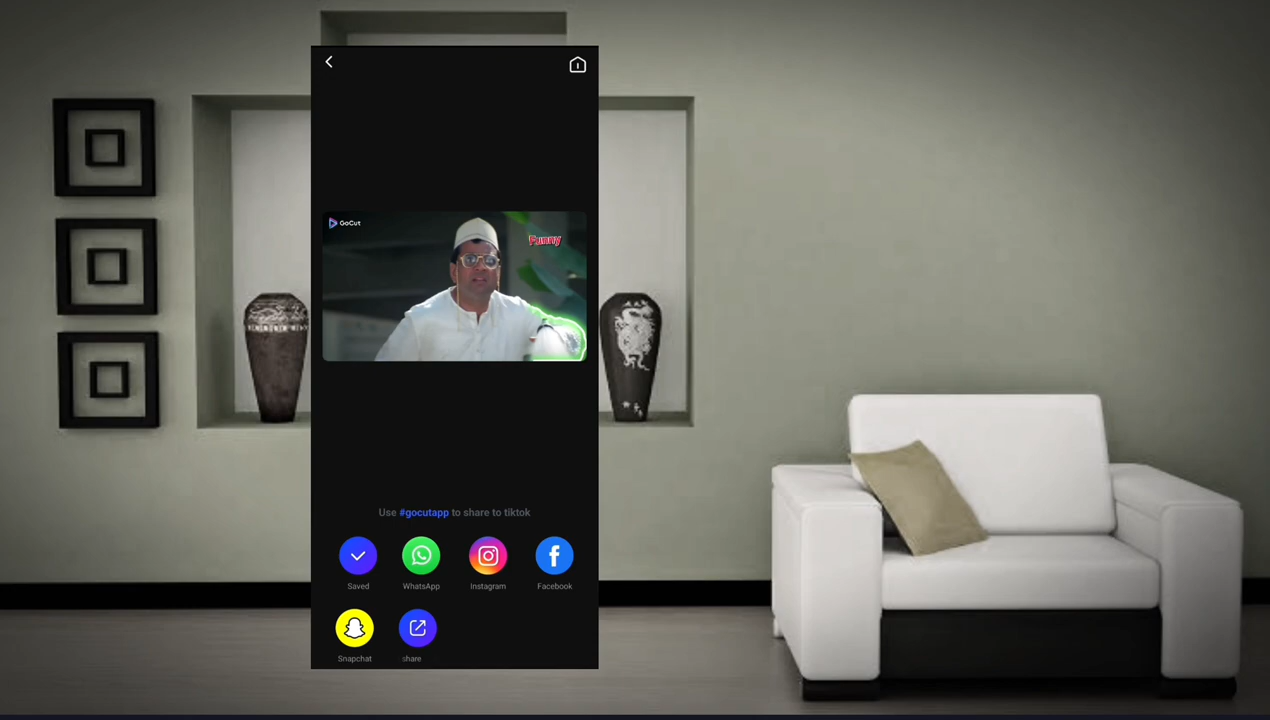 GoCut
Funny
Use #gocutapp to share to tiktok
Saved
WhatsApp
Instagram
Facebook
Snapchat
share